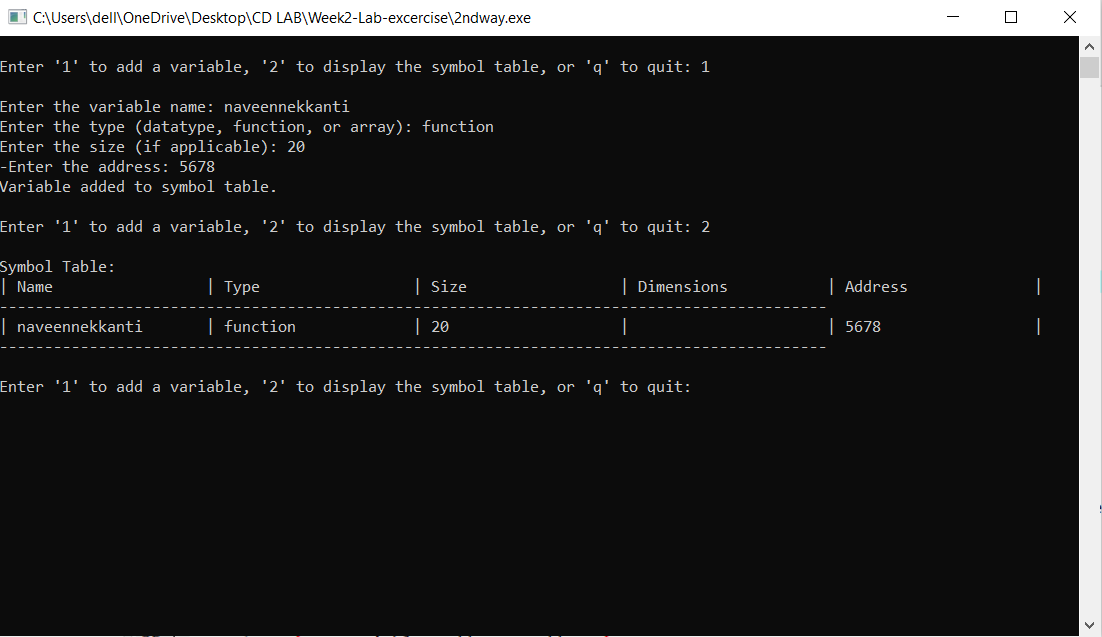 C:\Users\dell\OneDrive\Desktop\CD LAB\Week2-Lab-excercise\2ndway.exe
Enter '1' to add a variable, '2' to display the symbol table, or 'q' to quit: 1
Enter the variable name: naveennekkanti
Enter the type (datatype, function, or array): function
Enter the size (if applicable): 20
-Enter the address: 5678
Variable added to symbol table.
Enter '1' to add a variable, '2' to display the symbol table, or 'q' to quit: 2
Symbol Table:
| Name                 | Type                 | Size                 | Dimensions           | Address              |
--------------------------------------------------------------------------------------------
| naveennekkanti       | function             | 20                   |                      | 5678                 |
--------------------------------------------------------------------------------------------
Enter '1' to add a variable, '2' to display the symbol table, or 'q' to quit: